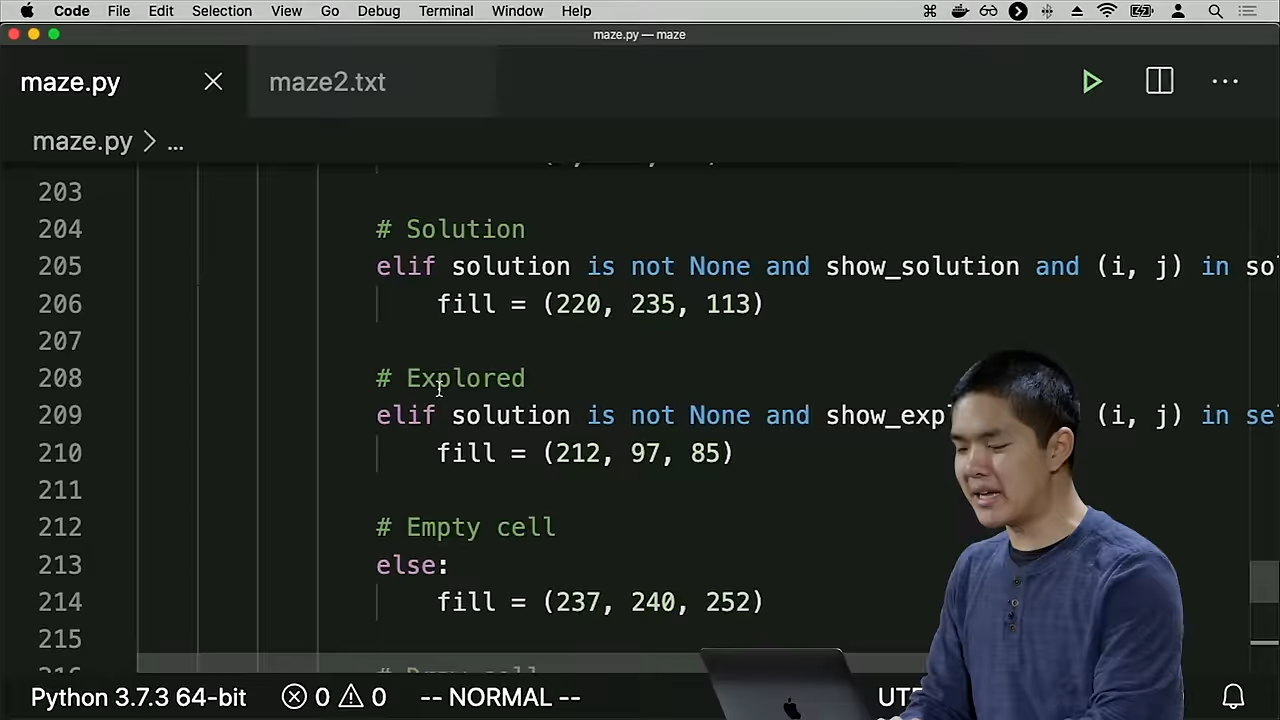 Code File Edit Selection View Go Debug Terminal Window Help
maze.py — maze
maze.py maze2.txt
maze.py > ...
203
204 # Solution
205 elif solution is not None and show_solution and (i, j) in so
206 fill = (220, 235, 113)
207
208 # Explored
209 elif solution is not None and show_exp (i, j) in se
210 fill = (212, 97, 85)
211
212 # Empty cell
213 else:
214 fill = (237, 240, 252)
215
Python 3.7.3 64-bit 0 0 -- NORMAL -- UTF